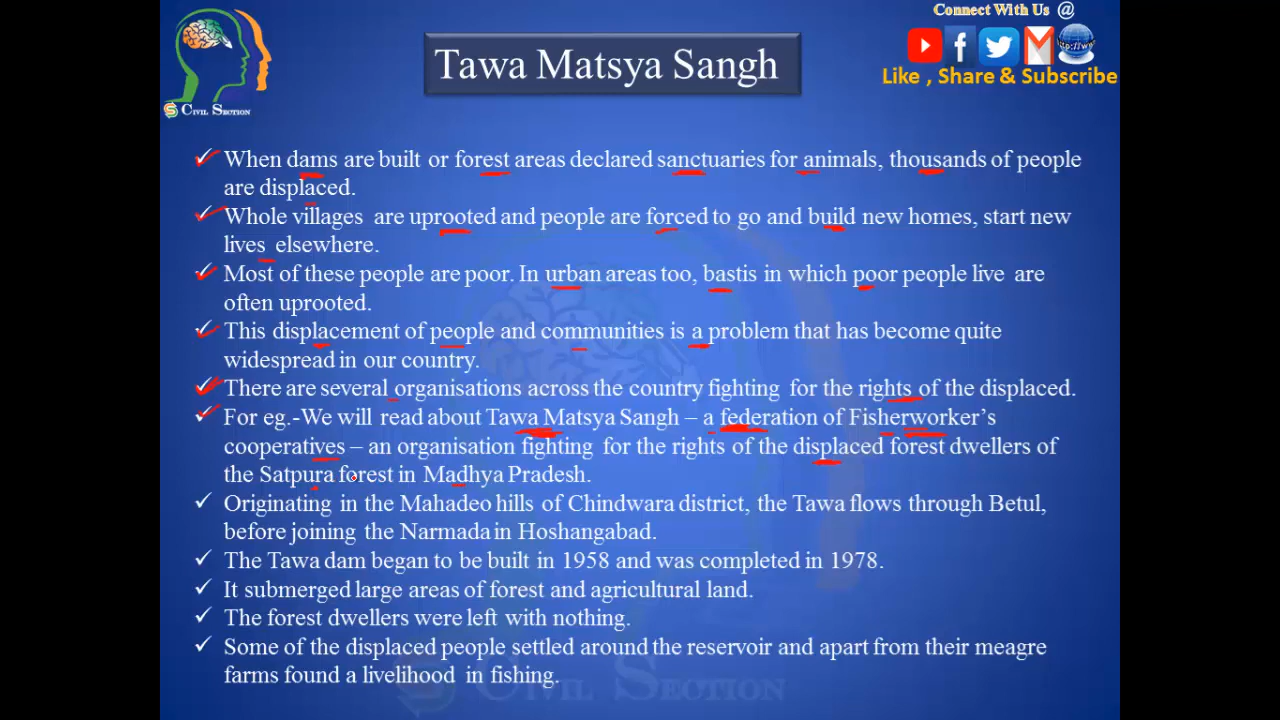 Connect With Us @
Like , Share & Subscribe
S CIVIL SECTION
Tawa Matsya Sangh
✓ When dams are built or forest areas declared sanctuaries for animals, thousands of people
are displaced.
✓ Whole villages are uprooted and people are forced to go and build new homes, start new
lives elsewhere.
✓ Most of these people are poor. In urban areas too, bastis in which poor people live are
often uprooted.
✓ This displacement of people and communities is a problem that has become quite
widespread in our country.
✓ There are several organisations across the country fighting for the rights of the displaced.
✓ For eg.-We will read about Tawa Matsya Sangh – a federation of Fisherworker's
cooperatives – an organisation fighting for the rights of the displaced forest dwellers of
the Satpura forest in Madhya Pradesh.
✓ Originating in the Mahadeo hills of Chindwara district, the Tawa flows through Betul,
before joining the Narmada in Hoshangabad.
✓ The Tawa dam began to be built in 1958 and was completed in 1978.
✓ It submerged large areas of forest and agricultural land.
✓ The forest dwellers were left with nothing.
✓ Some of the displaced people settled around the reservoir and apart from their meagre
farms found a livelihood in fishing.
S CIVIL SECTION